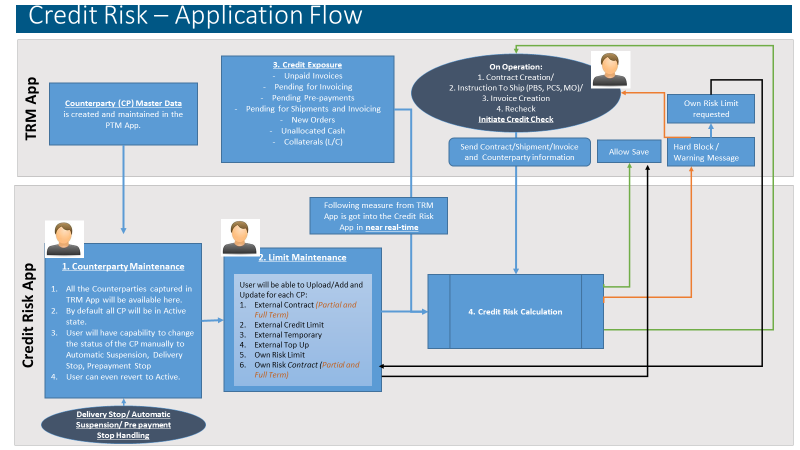 Credit Risk – Application Flow
TRM App
Counterparty (CP) Master Data
is created and maintained in the
PTM App.
3. Credit Exposure
- Unpaid Invoices
- Pending for Invoicing
- Pending Pre-payments
- Pending for Shipments and Invoicing
- New Orders
- Unallocated Cash
- Collaterals (L/C)
On Operation:
1. Contract Creation/
2. Instruction To Ship (PBS, PCS, MO)/
3. Invoice Creation
4. Recheck
Initiate Credit Check
Own Risk Limit
requested
Send Contract/Shipment/Invoice
and Counterparty information
Allow Save
Hard Block /
Warning Message
Following measure from TRM
App is got into the Credit Risk
App in near real-time
Credit Risk App
1. Counterparty Maintenance
1. All the Counterparties captured in
TRM App will be available here.
2. By default all CP will be in Active
state.
3. User will have capability to change
the status of the CP manually to
Automatic Suspension, Delivery
Stop, Prepayment Stop
4. User can even revert to Active.
Delivery Stop/ Automatic
Suspension/ Pre payment
Stop Handling
2. Limit Maintenance
User will be able to Upload/Add and
Update for each CP:
1. External Contract (Partial and
Full Term)
2. External Credit Limit
3. External Temporary
4. External Top Up
5. Own Risk Limit
6. Own Risk Contract (Partial and
Full Term)
4. Credit Risk Calculation